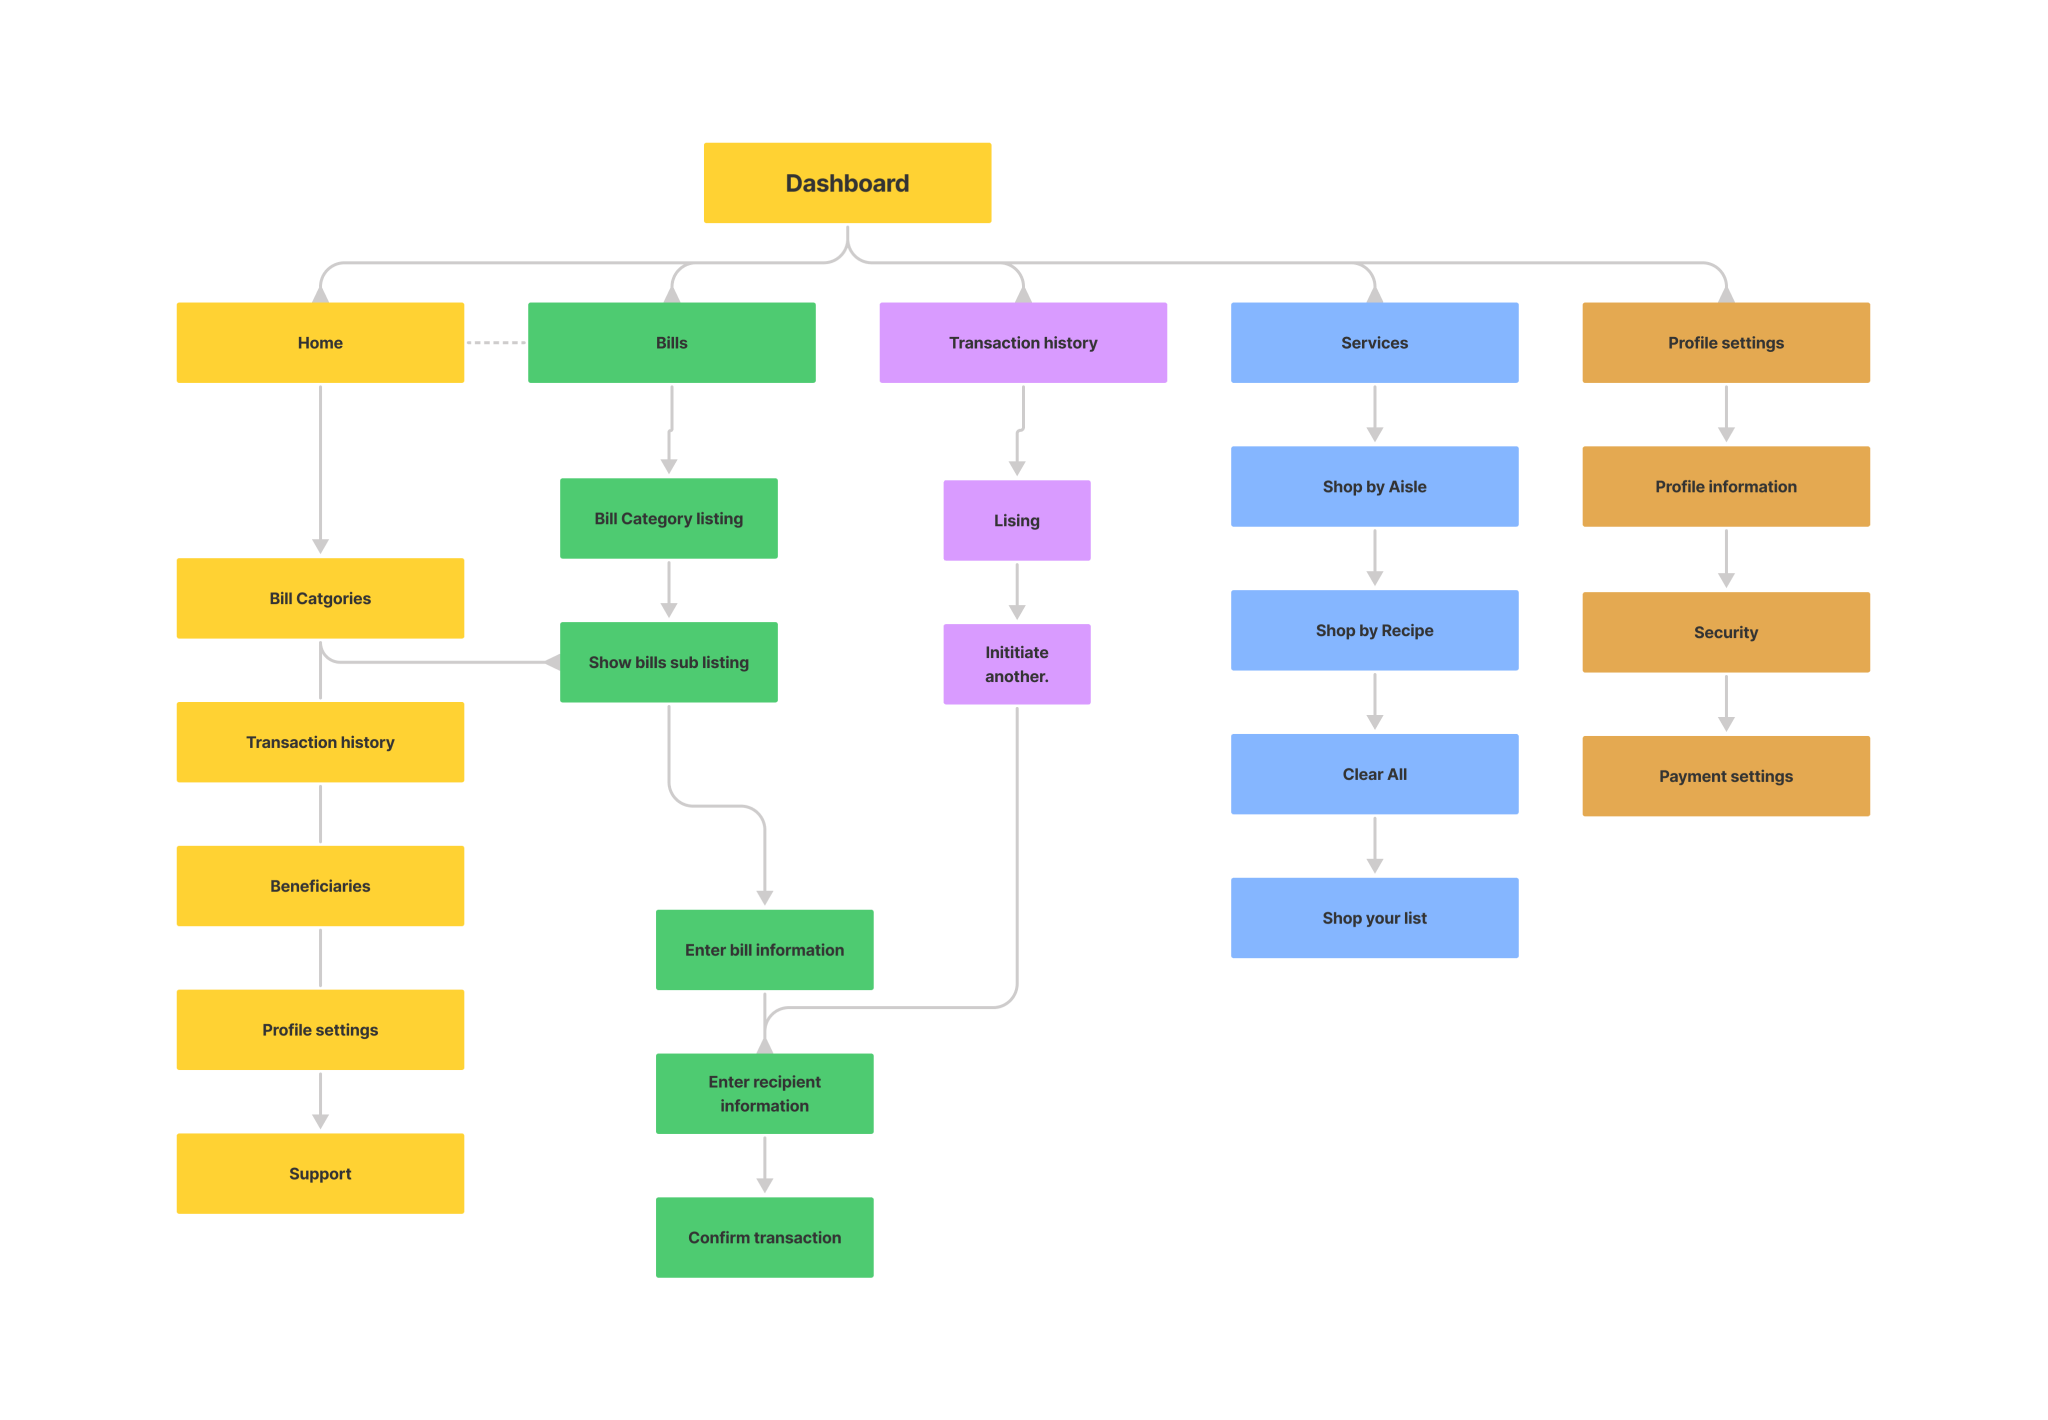 Dashboard
Home
Bills
Transaction history
Services
Profile settings
Bill Catgories
Transaction history
Beneficiaries
Profile settings
Support
Bill Category listing
Show bills sub listing
Enter bill information
Enter recipient
information
Confirm transaction
Lising
Inititiate
another.
Shop by Aisle
Shop by Recipe
Clear All
Shop your list
Profile information
Security
Payment settings